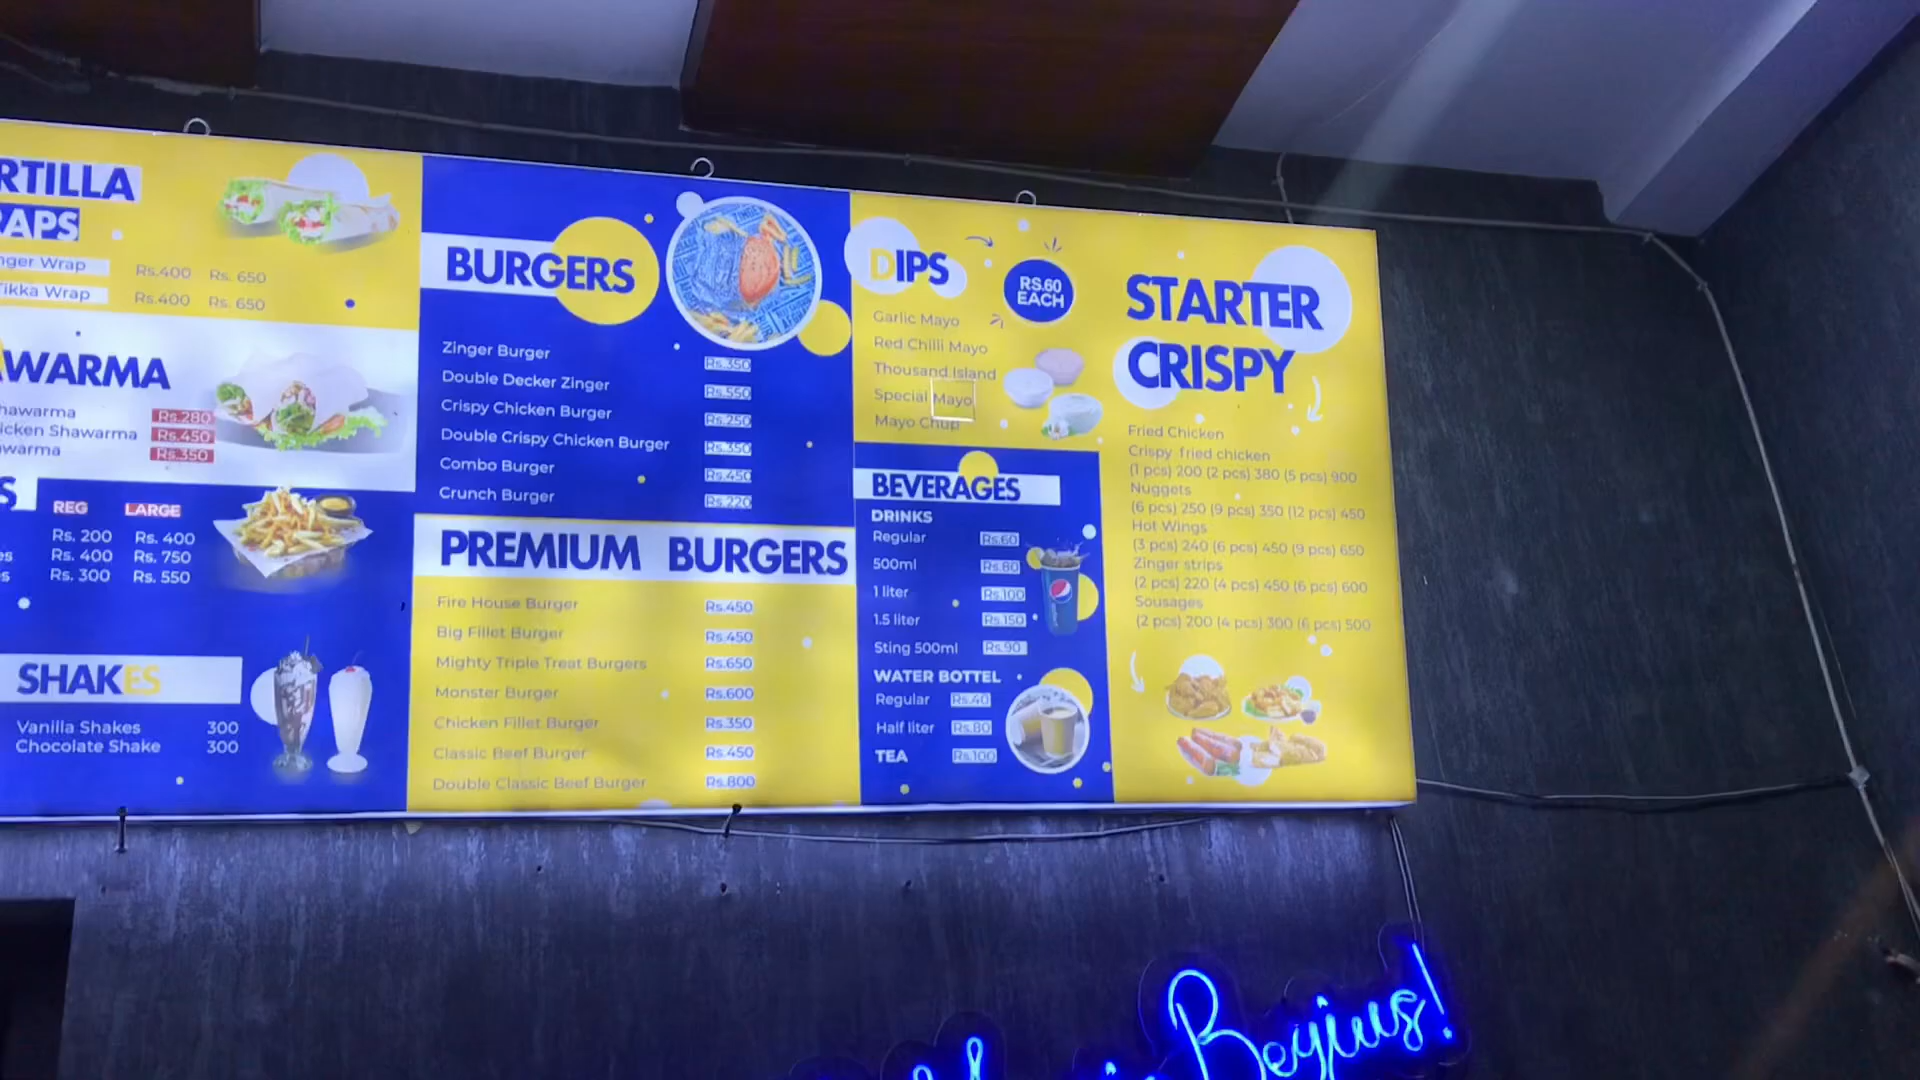 RTILLA
RAPS
nger Wrap Rs.400 Rs. 650
Tikka Wrap Rs.400 Rs. 650
AWARMA
hawarma Rs.280
icken Shawarma Rs.450
awarma Rs.350
S REG LARGE
Rs. 200 Rs. 400
es Rs. 400 Rs. 750
s Rs. 300 Rs. 550
SHAKES
Vanilla Shakes 300
Chocolate Shake 300
BURGERS
Zinger Burger Rs.350
Double Decker Zinger Rs.550
Crispy Chicken Burger Rs.250
Double Crispy Chicken Burger Rs.350
Combo Burger Rs.450
Crunch Burger Rs.220
PREMIUM BURGERS
Fire House Burger Rs.450
Big Fillet Burger Rs.450
Mighty Triple Treat Burgers Rs.650
Monster Burger Rs.600
Chicken Fillet Burger Rs.350
Classic Beef Burger Rs.450
Double Classic Beef Burger Rs.800
DIPS
RS.60
EACH
Garlic Mayo
Red Chilli Mayo
Thousand Island
Special Mayo
Mayo Chup
BEVERAGES
DRINKS
Regular Rs.60
500ml Rs.80
1 liter Rs.100
1.5 liter Rs.150
Sting 500ml Rs.90
WATER BOTTEL
Regular Rs.40
Half liter Rs.80
TEA Rs.100
STARTER
CRISPY
Fried Chicken
Crispy fried chicken
(1 pcs) 200 (2 pcs) 380 (5 pcs) 900
Nuggets
(6 pcs) 250 (9 pcs) 350 (12 pcs) 450
Hot Wings
(3 pcs) 240 (6 pcs) 450 (9 pcs) 650
Zinger strips
(2 pcs) 220 (4 pcs) 450 (6 pcs) 600
Sousages
(2 pcs) 200 (4 pcs) 300 (6 pcs) 500
Begins!